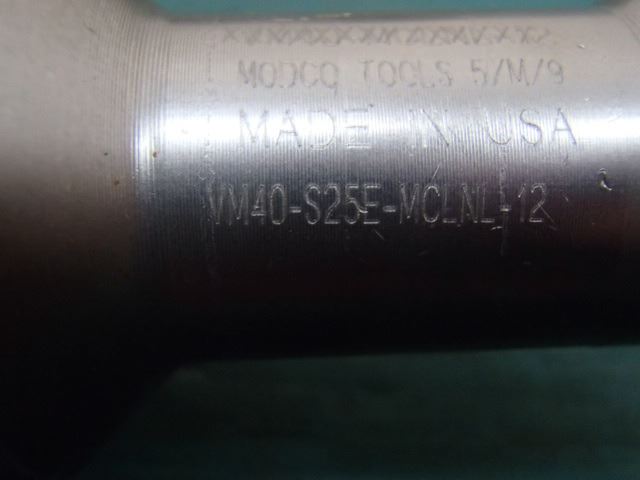 MODCO TOOLS 5/M/9
MADE IN USA
VM40-S25E-MCLNL-12